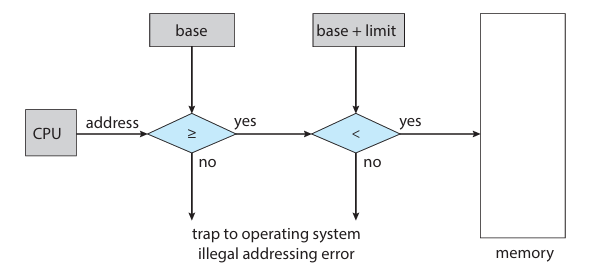 base
base + limit
CPU
address
≥
yes
<
yes
no
no
trap to operating system
illegal addressing error
memory